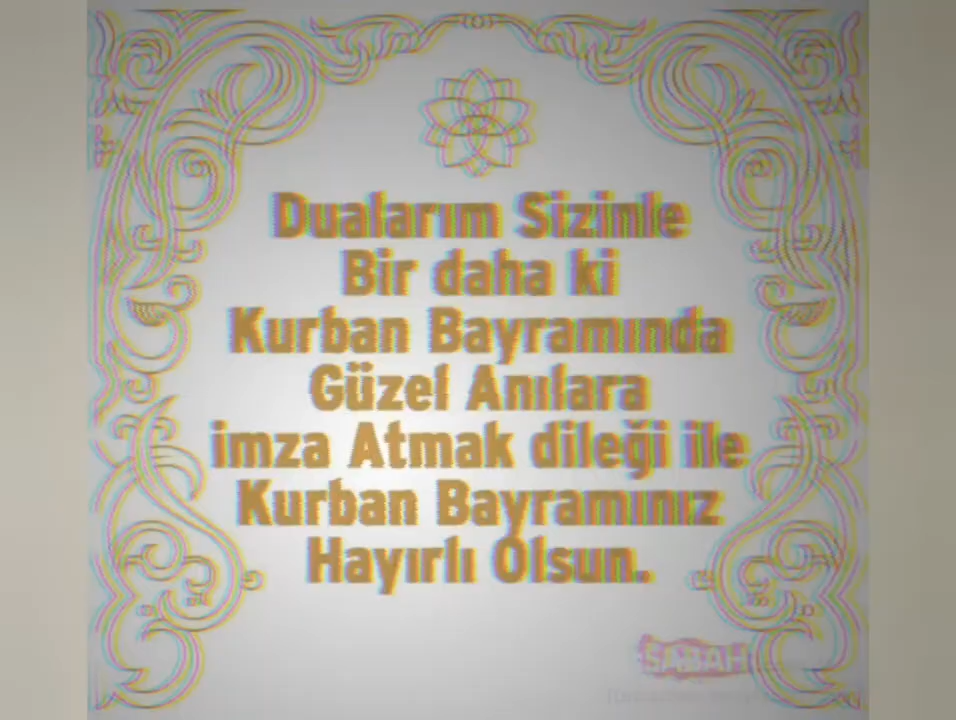 Dualarım Sizinle
Bir daha ki
Kurban Bayramında
Güzel Anılara
imza Atmak dileği ile
Kurban Bayramınız
Hayırlı Olsun.
SABAH